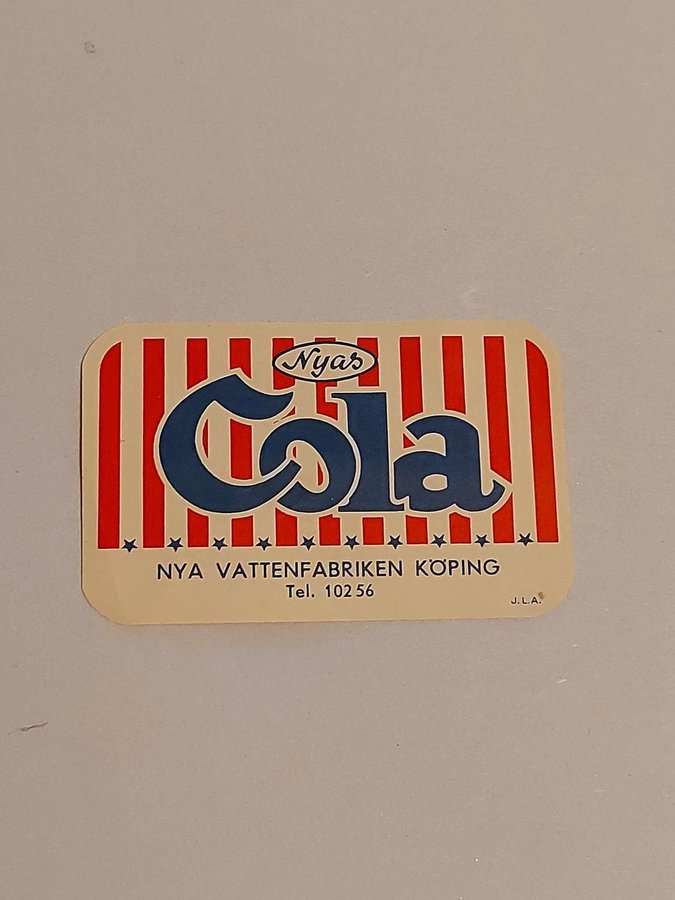 Nyas
Cola
NYA VATTENFABRIKEN KÖPING
Tel. 102 56
J.L.A.